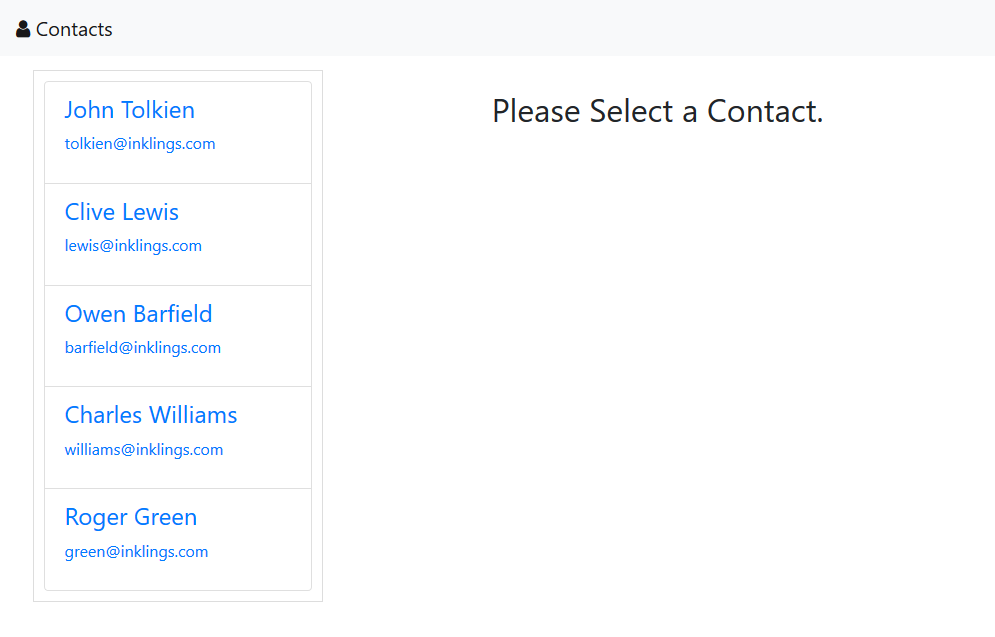 Contacts
John Tolkien
tolkien@inklings.com
Clive Lewis
lewis@inklings.com
Owen Barfield
barfield@inklings.com
Charles Williams
williams@inklings.com
Roger Green
green@inklings.com
Please Select a Contact.